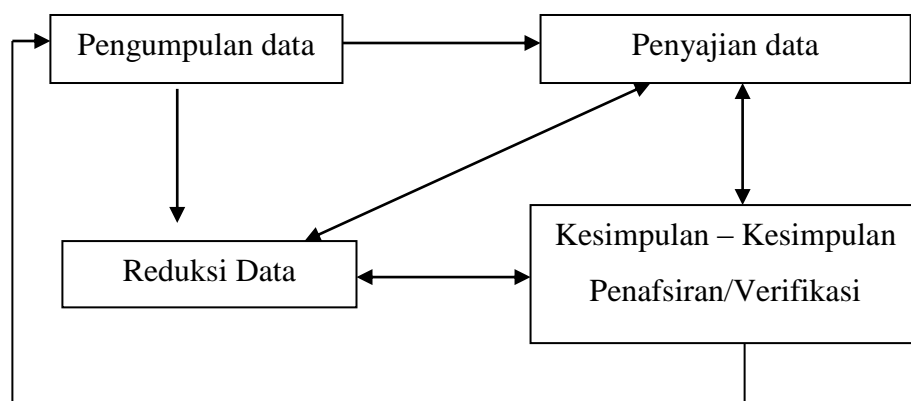 Pengumpulan data
Penyajian data
Reduksi Data
Kesimpulan – Kesimpulan
Penafsiran/Verifikasi